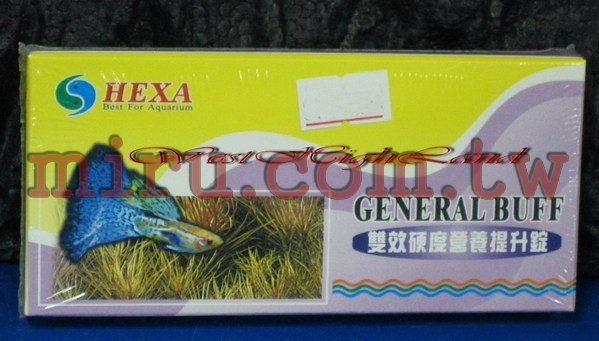 HEXA
Best For Aquarium
West High Land
miru.com.tw
GENERAL BUFF
雙效硬度營養提升錠